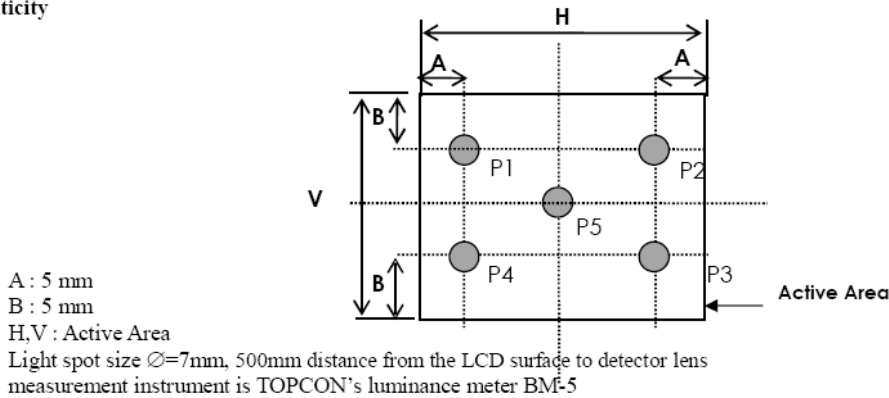 ticity
H
A
A
B
P1
P2
V
P5
B
P4
P3
Active Area
A : 5 mm
B : 5 mm
H,V : Active Area
Light spot size ∅=7mm, 500mm distance from the LCD surface to detector lens
measurement instrument is TOPCON's luminance meter BM-5